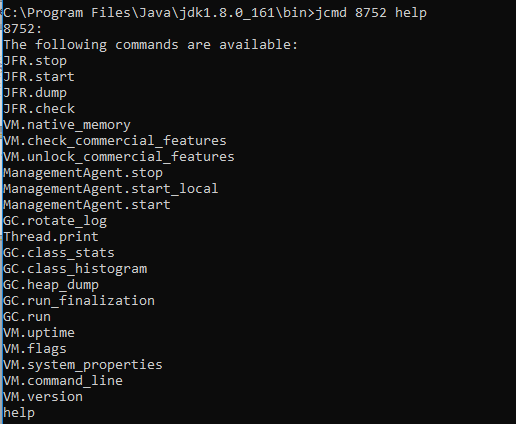 C:\Program Files\Java\jdk1.8.0_161\bin>jcmd 8752 help
8752:
The following commands are available:
JFR.stop
JFR.start
JFR.dump
JFR.check
VM.native_memory
VM.check_commercial_features
VM.unlock_commercial_features
ManagementAgent.stop
ManagementAgent.start_local
ManagementAgent.start
GC.rotate_log
Thread.print
GC.class_stats
GC.class_histogram
GC.heap_dump
GC.run_finalization
GC.run
VM.uptime
VM.flags
VM.system_properties
VM.command_line
VM.version
help